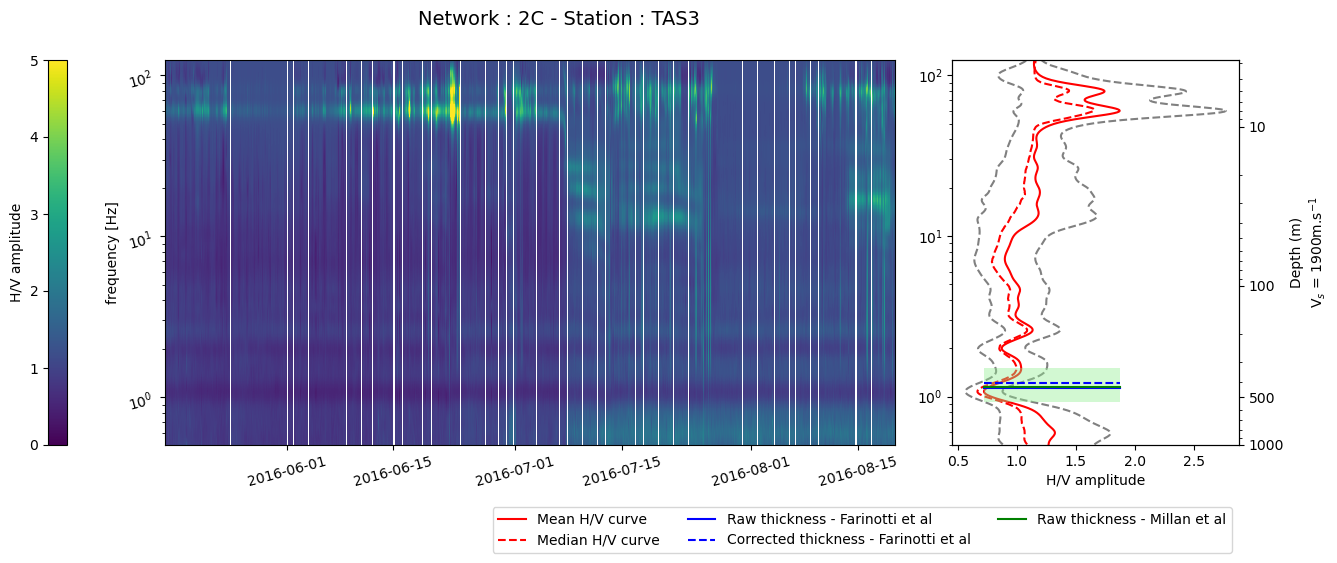 Network : 2C - Station : TAS3
5
4
3
2
1
0
H/V amplitude
10²
10¹
10⁰
frequency [Hz]
2016-06-01
2016-06-15
2016-07-01
2016-07-15
2016-08-01
2016-08-15
10²
10¹
10⁰
0.5
1.0
1.5
2.0
2.5
H/V amplitude
10
100
500
1000
Depth (m)
Vₛ = 1900m.s⁻¹
Mean H/V curve
Median H/V curve
Raw thickness - Farinotti et al
Corrected thickness - Farinotti et al
Raw thickness - Millan et al